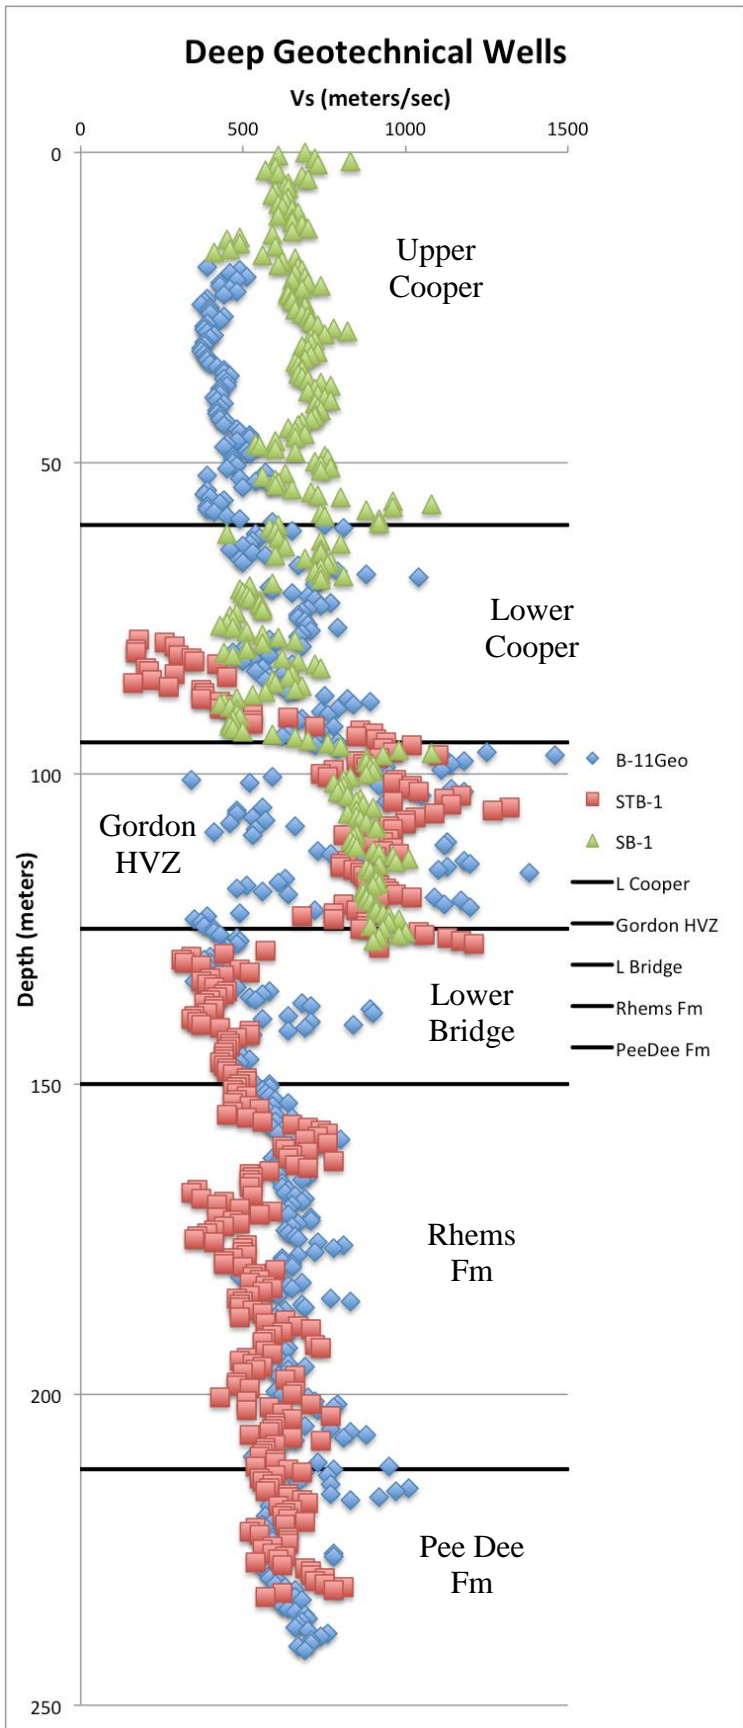 Deep Geotechnical Wells
Vs (meters/sec)
0 500 1000 1500
0
Upper
Cooper
50
Lower
Cooper
B-11Geo
100
STB-1
Gordon
HVZ
SB-1
L Cooper
Gordon HVZ
Depth (meters)
L Bridge
Lower
Bridge
Rhems Fm
PeeDee Fm
150
Rhems
Fm
200
Pee Dee
Fm
250